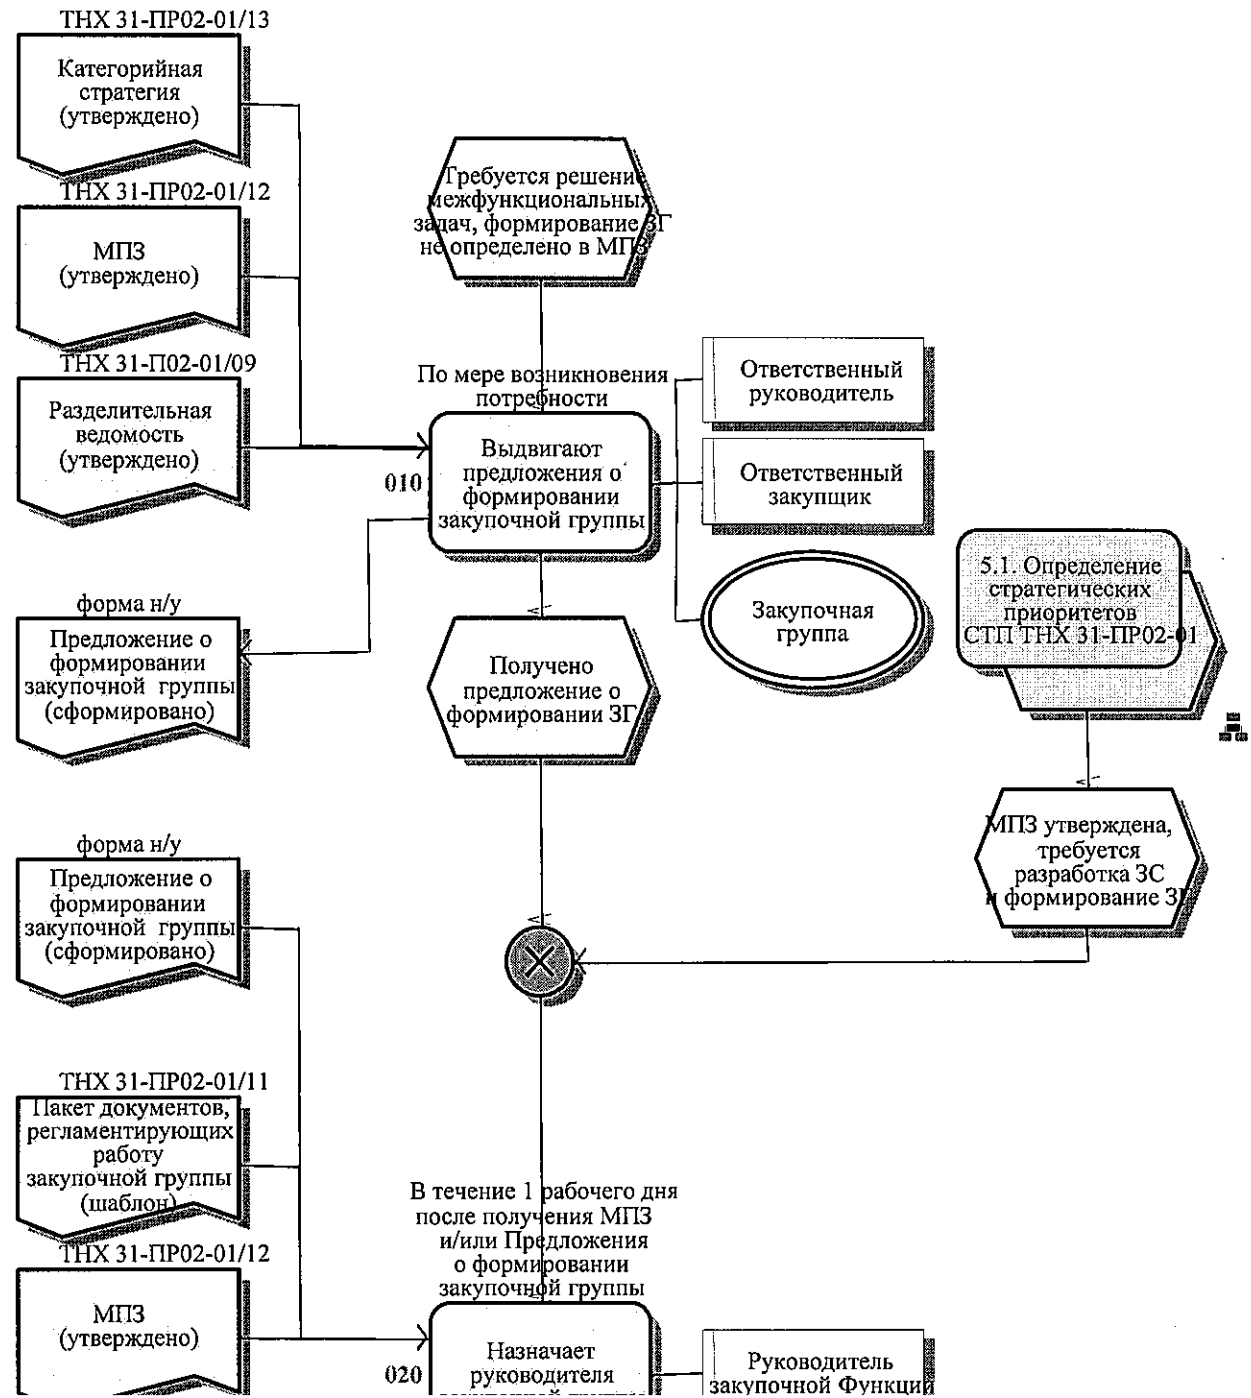 ТНХ 31-ПР02-01/13
Категорийная
стратегия
(утверждено)
ТНХ 31-ПР02-01/12
МПЗ
(утверждено)
ТНХ 31-П02-01/09
Разделительная
ведомость
(утверждено)
Требуется решение
межфункциональных
задач, формирование ЗГ
не определено в МПЗ
По мере возникновения
потребности
010
Выдвигают
предложения о
формировании
закупочной группы
Ответственный
руководитель
Ответственный
закупщик
Закупочная
группа
5.1. Определение
стратегических
приоритетов
СТП ТНХ 31-ПР02-01
форма н/у
Предложение о
формировании
закупочной группы
(сформировано)
Получено
предложение о
формировании ЗГ
МПЗ утверждена,
требуется
разработка ЗС
и формирование ЗГ
форма н/у
Предложение о
формировании
закупочной группы
(сформировано)
ТНХ 31-ПР02-01/11
Пакет документов,
регламентирующих
работу
закупочной группы
(шаблон)
ТНХ 31-ПР02-01/12
МПЗ
(утверждено)
В течение 1 рабочего дня
после получения МПЗ
и/или Предложения
о формировании
закупочной группы
020
Назначает
руководителя
Руководитель
закупочной Функции